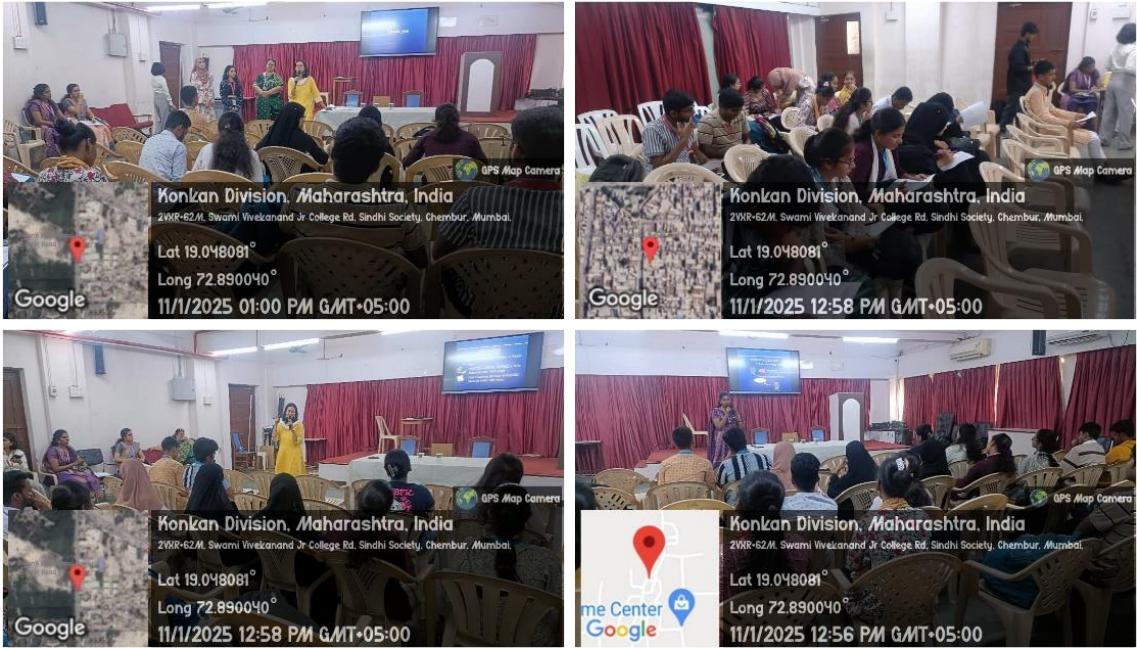 GPS Map Camera
Konkan Division, Maharashtra, India
2VXR+62M, Swami Vivekanand Jr College Rd, Sindhi Society, Chembur, Mumbai,
Lat 19.048081°
Long 72.890040°
11/1/2025 01:00 PM GMT+05:00
Google
GPS Map Camera
Konkan Division, Maharashtra, India
2VXR+62M, Swami Vivekanand Jr College Rd, Sindhi Society, Chembur, Mumbai,
Lat 19.048081°
Long 72.890040°
11/1/2025 12:58 PM GMT+05:00
Google
GPS Map Camera
Konkan Division, Maharashtra, India
2VXR+62M, Swami Vivekanand Jr College Rd, Sindhi Society, Chembur, Mumbai,
Lat 19.048081°
Long 72.890040°
11/1/2025 12:58 PM GMT+05:00
Google
GPS Map Camera
Konkan Division, Maharashtra, India
2VXR+62M, Swami Vivekanand Jr College Rd, Sindhi Society, Chembur, Mumbai,
Lat 19.048081°
Long 72.890040°
11/1/2025 12:56 PM GMT+05:00
me Center
Google